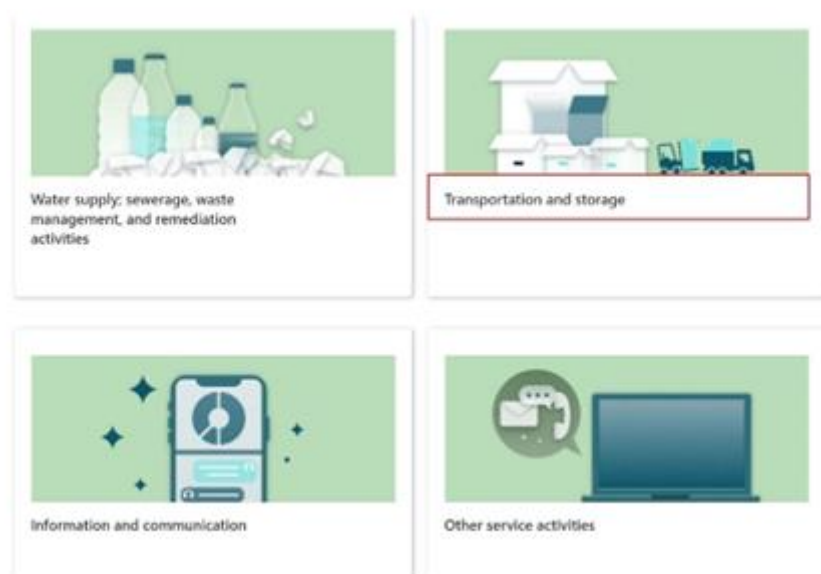 Water supply; sewerage, waste
management, and remediation
activities
Transportation and storage
Information and communication
Other service activities